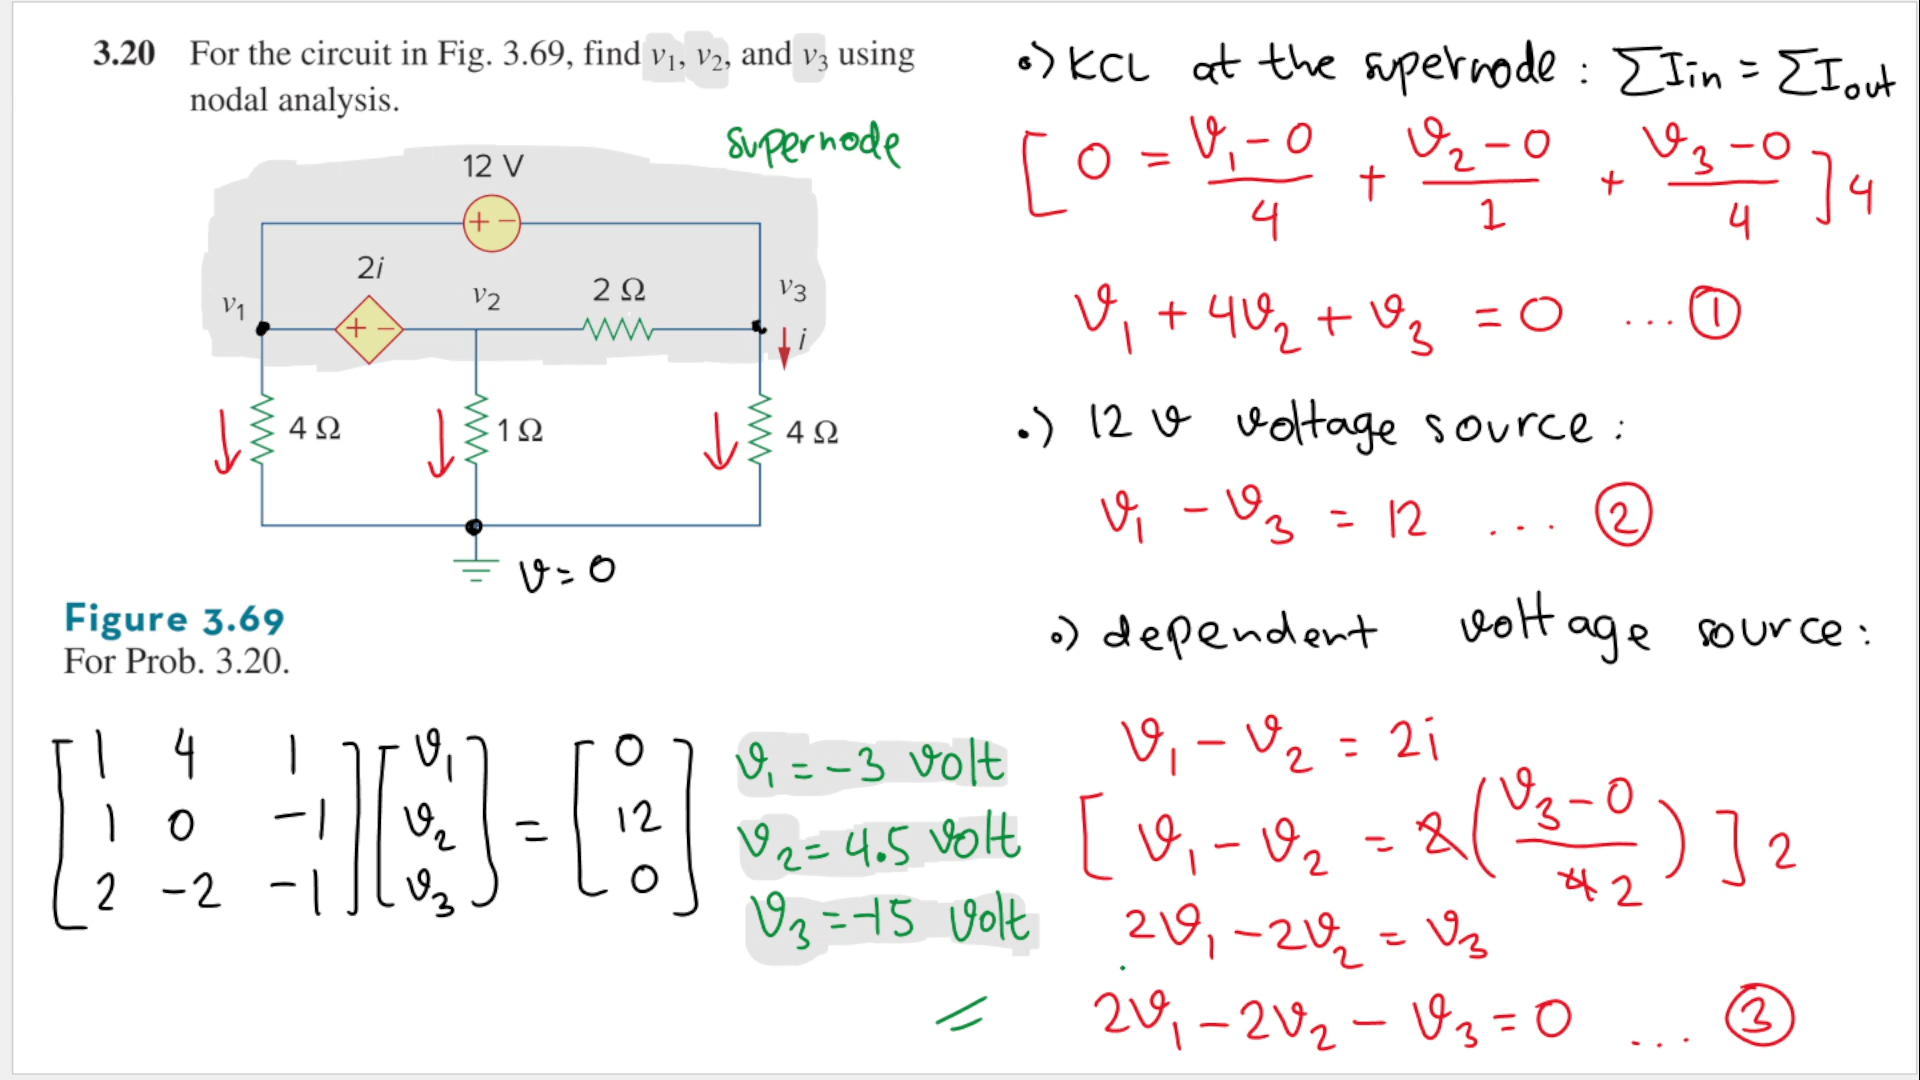 3.20 For the circuit in Fig. 3.69, find v₁, v₂, and v₃ using
nodal analysis.
supernode
12 V
+ −
2i
v₁
+ −
v₂
2 Ω
v₃
i
4 Ω
1 Ω
4 Ω
v = 0
Figure 3.69
For Prob. 3.20.
[1 4 1] [v₁] = [0]
[1 0 −1] [v₂] = [12]
[2 −2 −1] [v₃] = [0]
v₁ = −3 volt
v₂ = 4.5 volt
v₃ = −15 volt
•) KCL at the supernode : ΣIin = ΣIout
[0 = (v₁ − 0)/4 + (v₂ − 0)/1 + (v₃ − 0)/4] 4
v₁ + 4v₂ + v₃ = 0 ... ①
•) 12 v voltage source :
v₁ − v₃ = 12 ... ②
•) dependent voltage source :
v₁ − v₂ = 2i
[v₁ − v₂ = 2((v₃ − 0)/4 2)] 2
2v₁ − 2v₂ = v₃
2v₁ − 2v₂ − v₃ = 0 ... ③